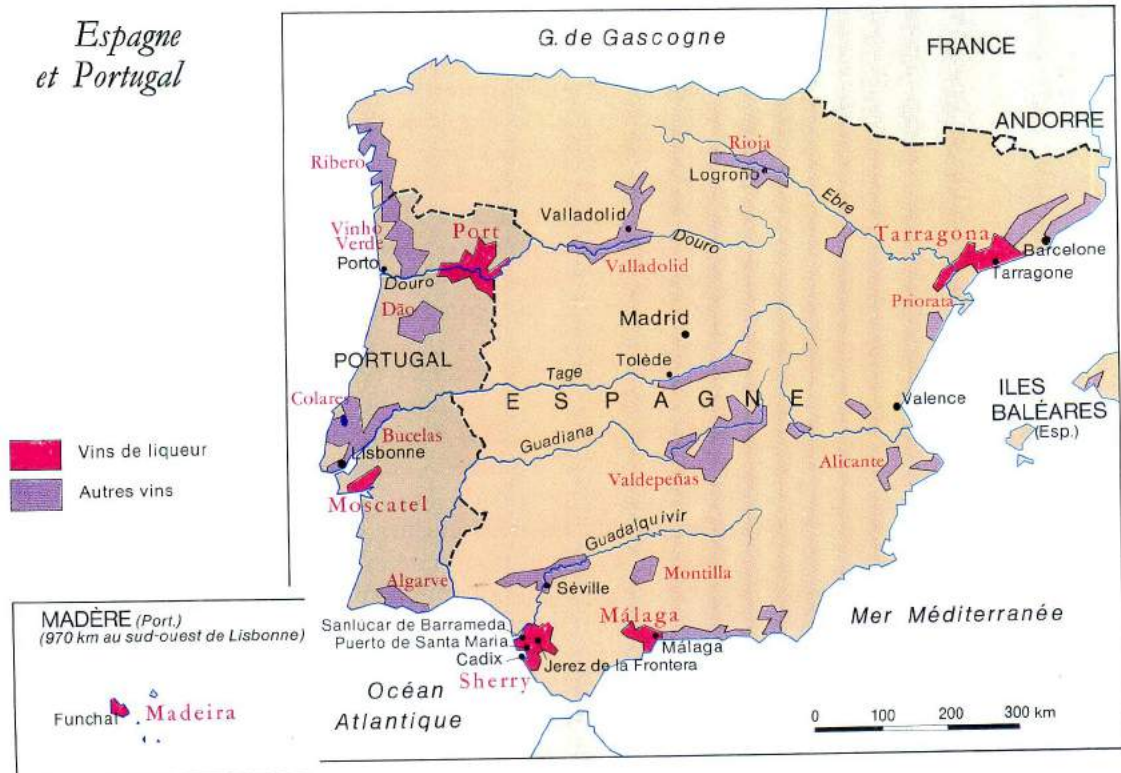 Espagne
et Portugal
G. de Gascogne
FRANCE
ANDORRE
Ribero
Rioja
Logroño
Ebre
Vinho
Verde
Porto
Douro
Port
Valladolid
Douro
Valladolid
Tarragona
Barcelone
Tarragone
Priorata
Dão
Madrid
PORTUGAL
Tolède
Tage
ESPAGNE
Valence
ILES
BALÉARES
(Esp.)
Colares
Bucelas
Lisbonne
Guadiana
Valdepeñas
Alicante
Vins de liqueur
Autres vins
Moscatel
Guadalquivir
Algarve
Séville
Montilla
Málaga
Mer Méditerranée
Sanlucar de Barrameda
Puerto de Santa Maria
Cadix
Jerez de la Frontera
Málaga
Sherry
Océan
Atlantique
MADÈRE (Port.)
(970 km au sud-ouest de Lisbonne)
Funchal
Madeira
0 100 200 300 km